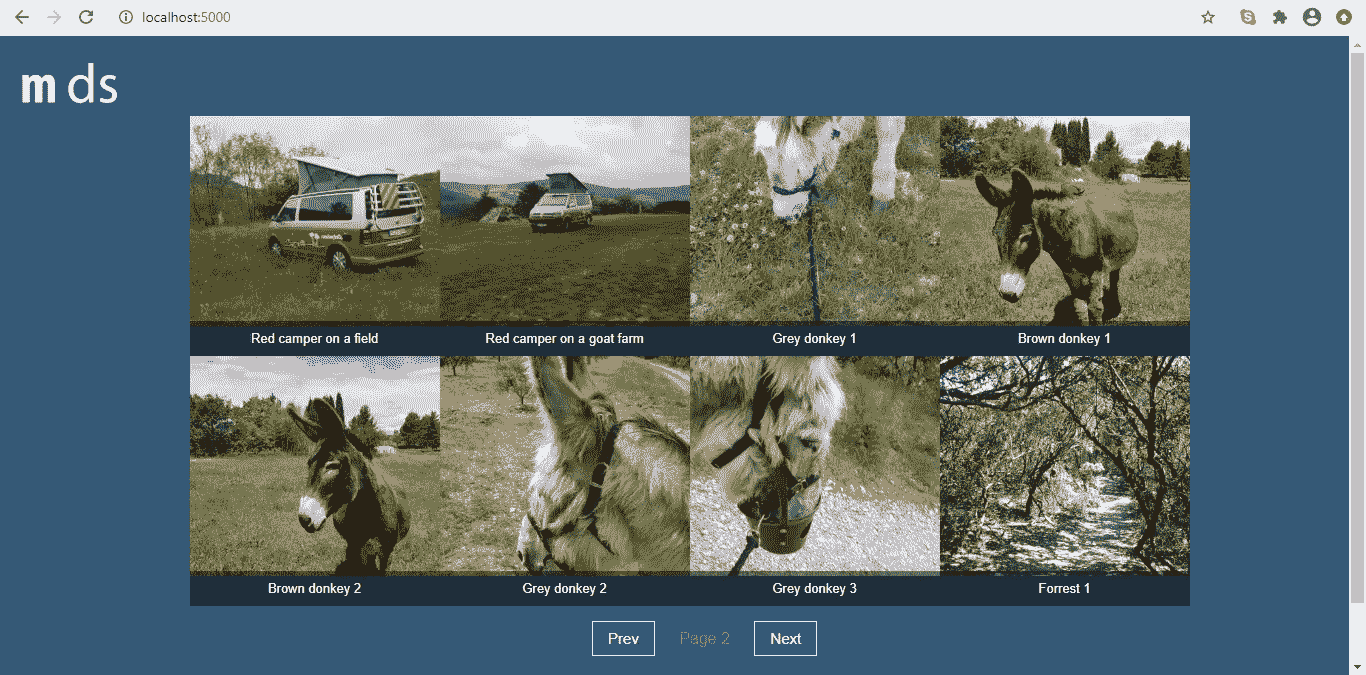 localhost:5000
m ds
Red camper on a field
Red camper on a goat farm
Grey donkey 1
Brown donkey 1
Brown donkey 2
Grey donkey 2
Grey donkey 3
Forrest 1
Prev
Page 2
Next